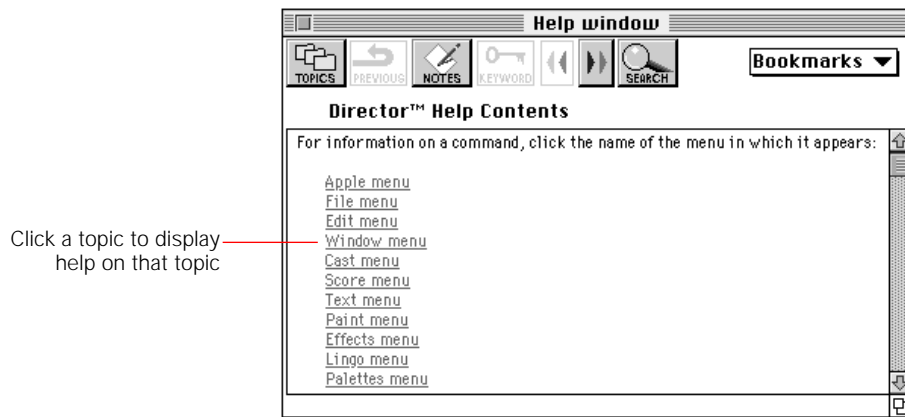 Help window
TOPICS PREVIOUS NOTES KEYWORD SEARCH Bookmarks
Director™ Help Contents
For information on a command, click the name of the menu in which it appears:
Apple menu
File menu
Edit menu
Window menu
Cast menu
Score menu
Text menu
Paint menu
Effects menu
Lingo menu
Palettes menu
Click a topic to display
help on that topic